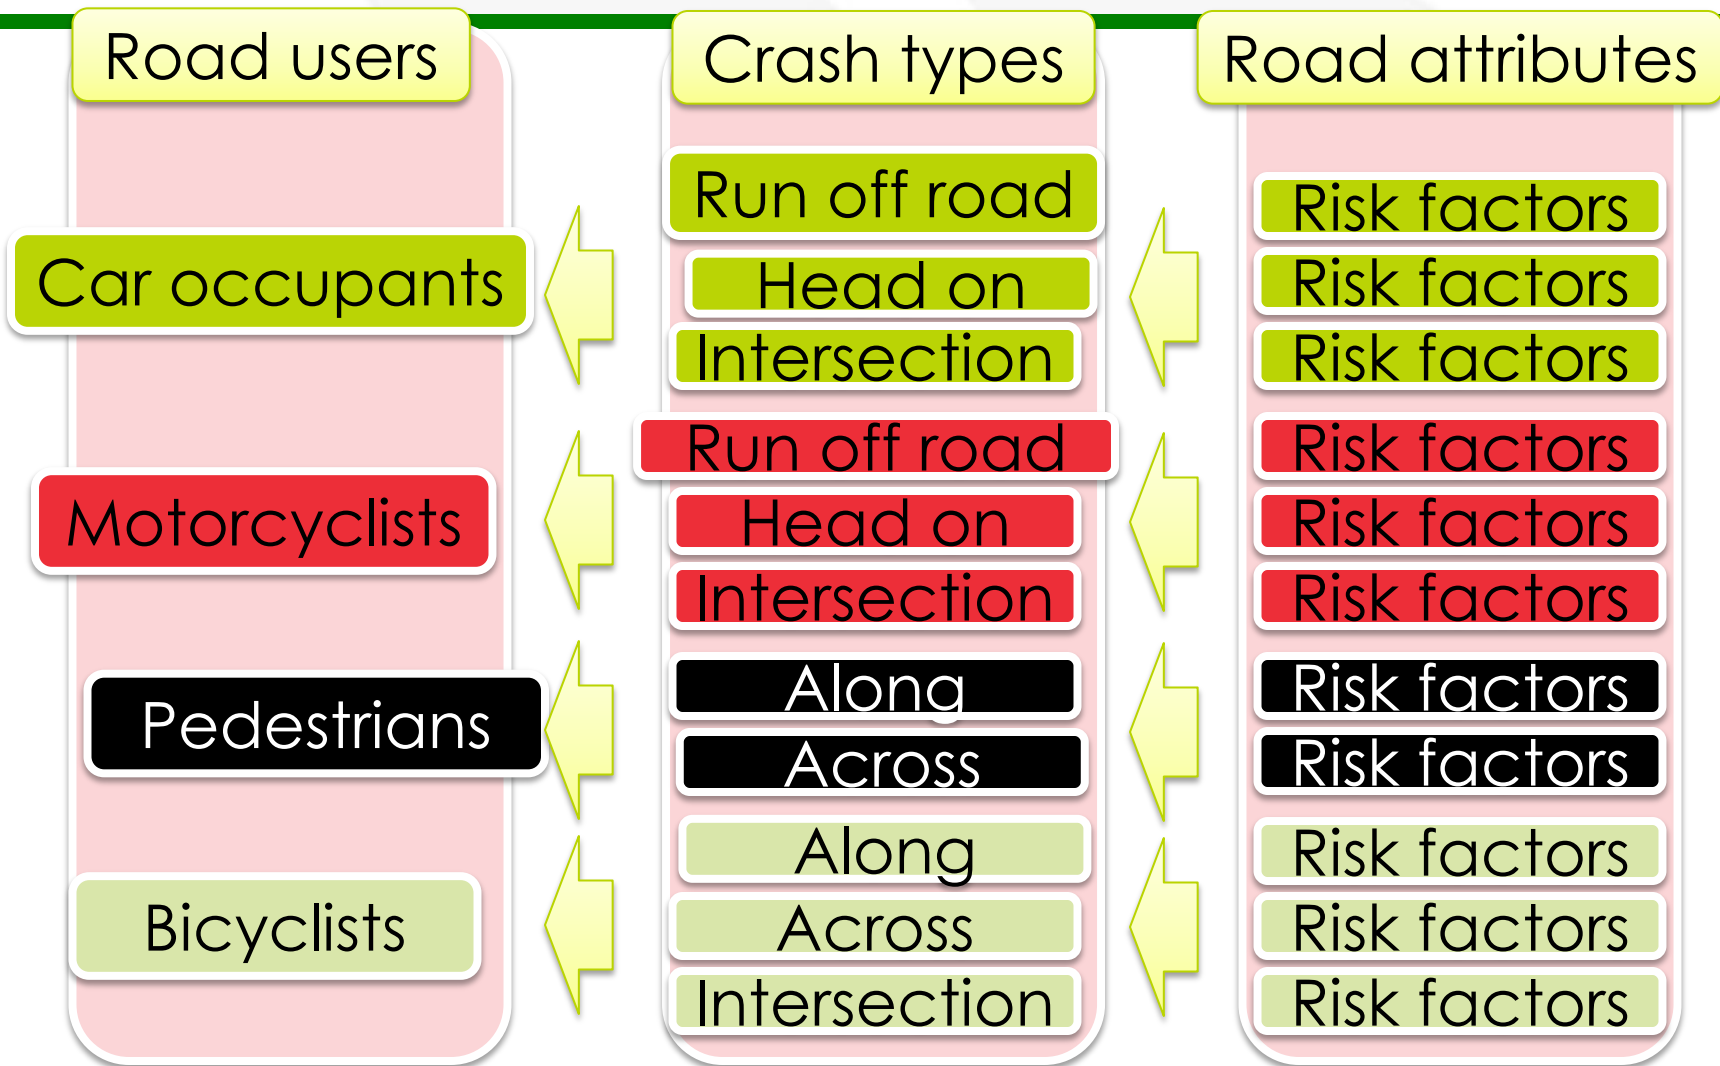 Road users
Crash types
Road attributes
Car occupants
Run off road
Head on
Intersection
Risk factors
Risk factors
Risk factors
Motorcyclists
Run off road
Head on
Intersection
Risk factors
Risk factors
Risk factors
Pedestrians
Along
Across
Risk factors
Risk factors
Bicyclists
Along
Across
Intersection
Risk factors
Risk factors
Risk factors